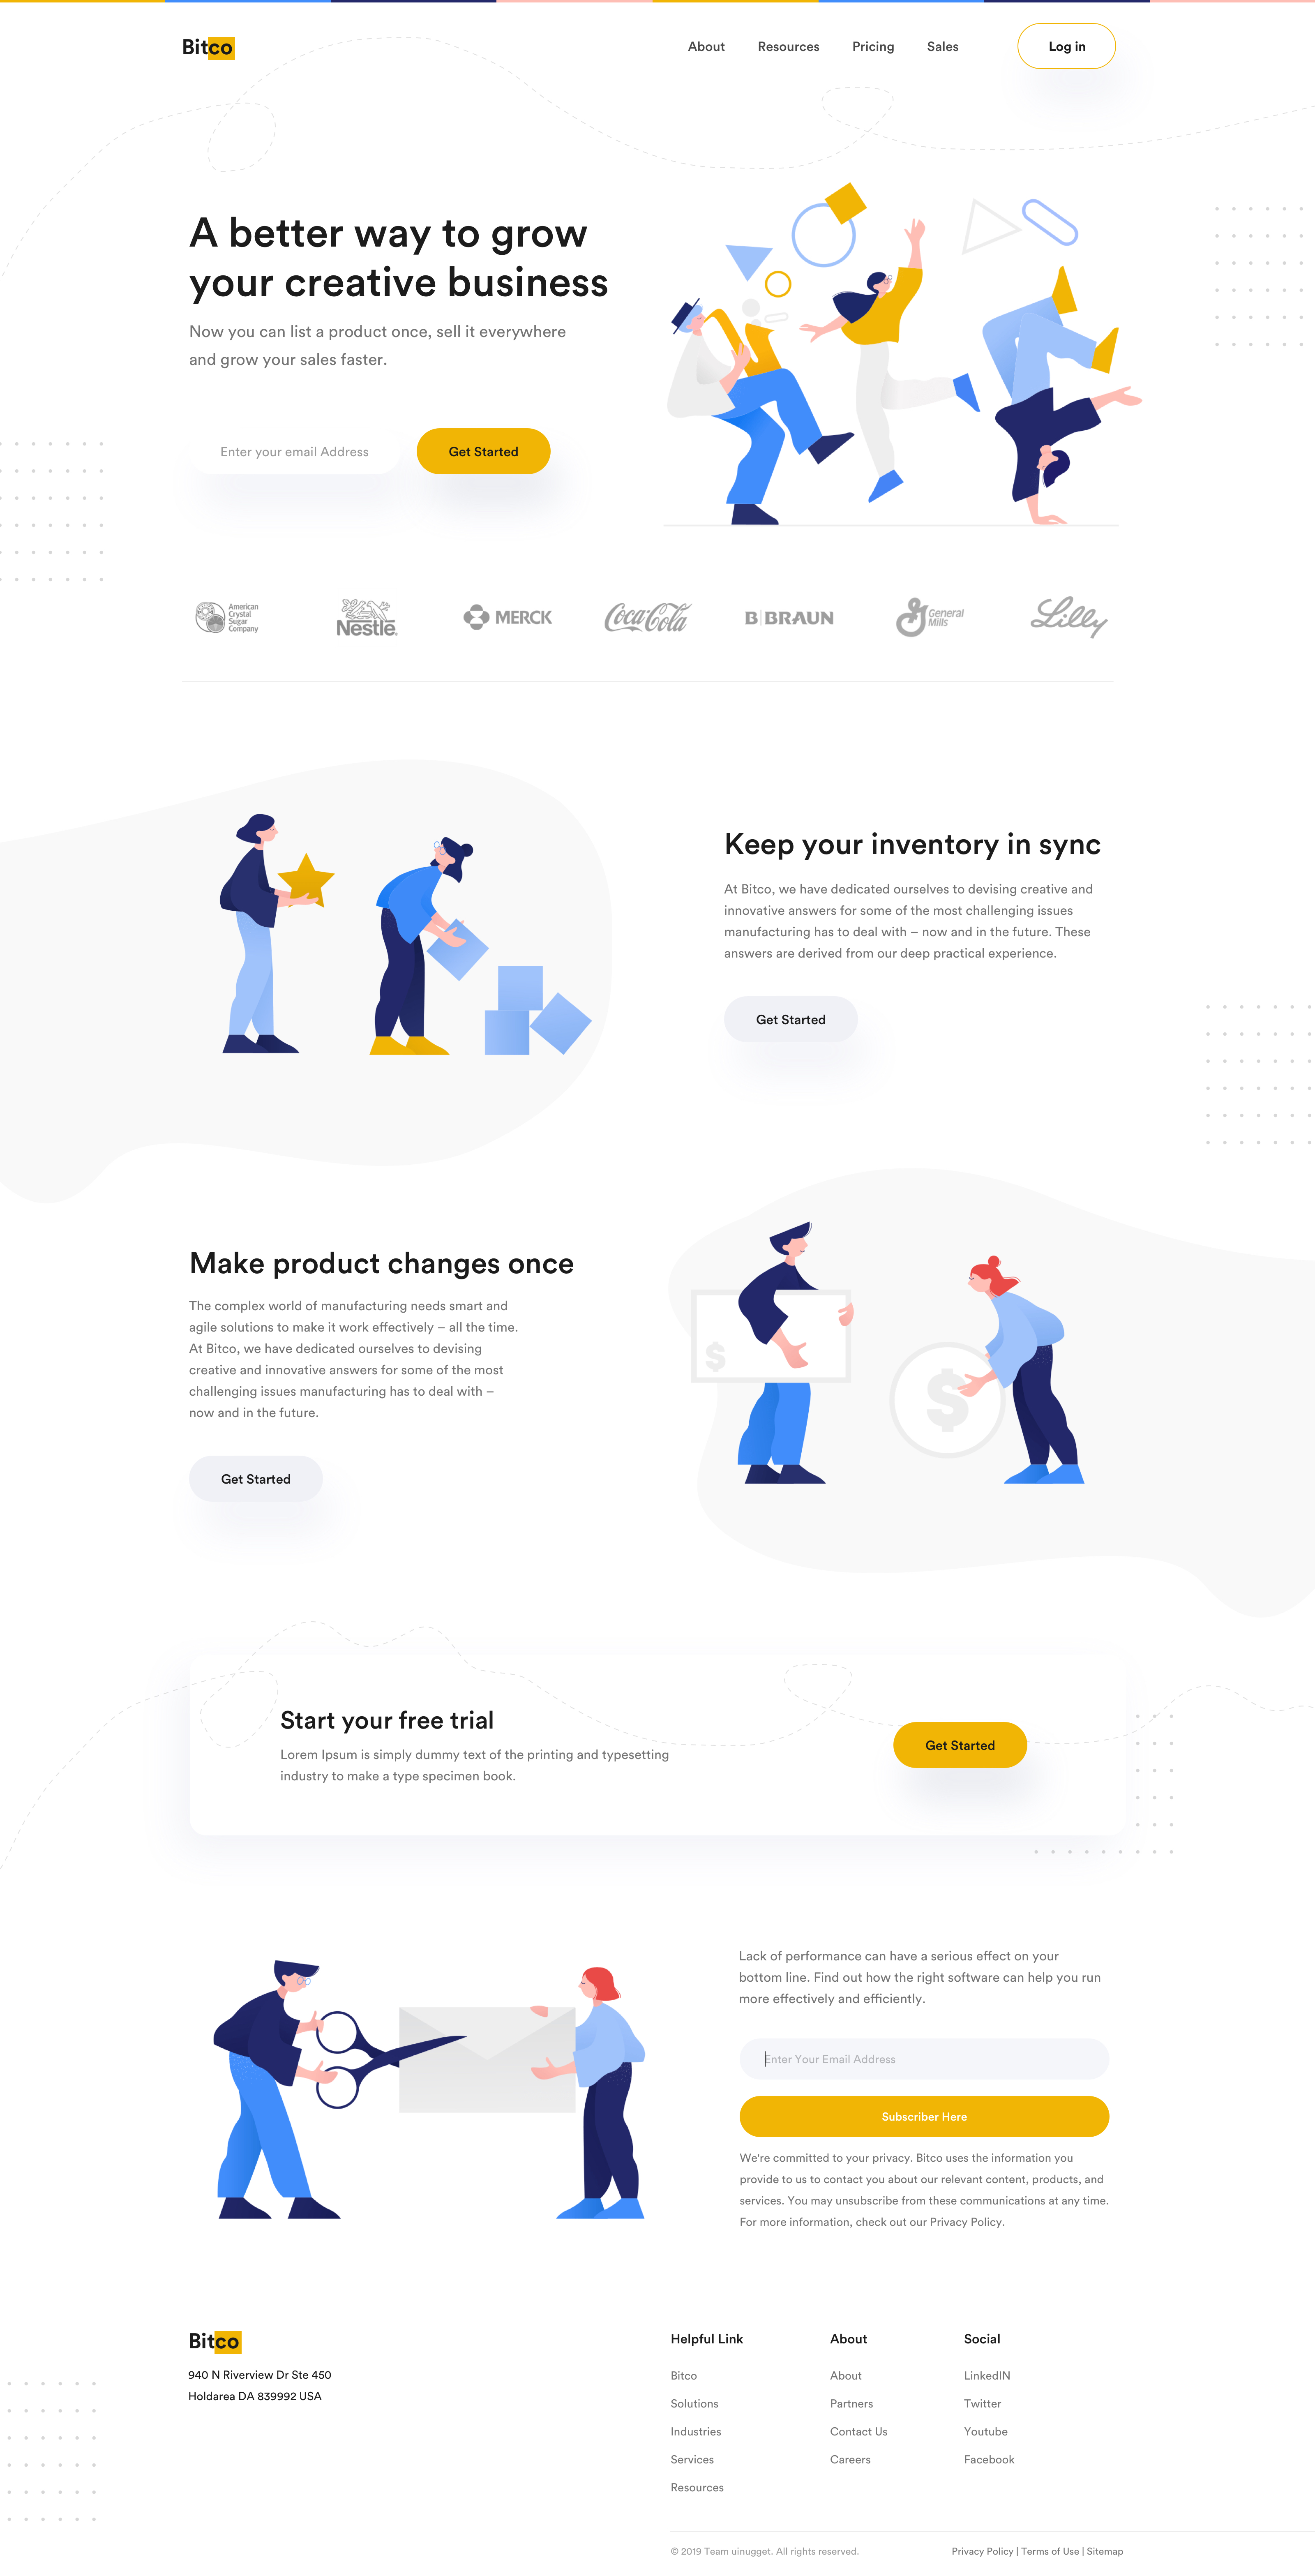 Bitco
About Resources Pricing Sales Log in
A better way to grow
your creative business
Now you can list a product once, sell it everywhere
and grow your sales faster.
Enter your email Address Get Started
American
Crystal
Sugar
Company
Nestlé
MERCK
Coca-Cola
B|BRAUN
General
Mills
Lilly
Keep your inventory in sync
At Bitco, we have dedicated ourselves to devising creative and
innovative answers for some of the most challenging issues
manufacturing has to deal with – now and in the future. These
answers are derived from our deep practical experience.
Get Started
Make product changes once
The complex world of manufacturing needs smart and
agile solutions to make it work effectively – all the time.
At Bitco, we have dedicated ourselves to devising
creative and innovative answers for some of the most
challenging issues manufacturing has to deal with –
now and in the future.
Get Started
$
$
Start your free trial
Lorem Ipsum is simply dummy text of the printing and typesetting
industry to make a type specimen book.
Get Started
Lack of performance can have a serious effect on your
bottom line. Find out how the right software can help you run
more effectively and efficiently.
Enter Your Email Address
Subscriber Here
We're committed to your privacy. Bitco uses the information you
provide to us to contact you about our relevant content, products, and
services. You may unsubscribe from these communications at any time.
For more information, check out our Privacy Policy.
Bitco
940 N Riverview Dr Ste 450
Holdarea DA 839992 USA
Helpful Link
Bitco
Solutions
Industries
Services
Resources
About
About
Partners
Contact Us
Careers
Social
LinkedIN
Twitter
Youtube
Facebook
© 2019 Team uinugget. All rights reserved.
Privacy Policy | Terms of Use | Sitemap